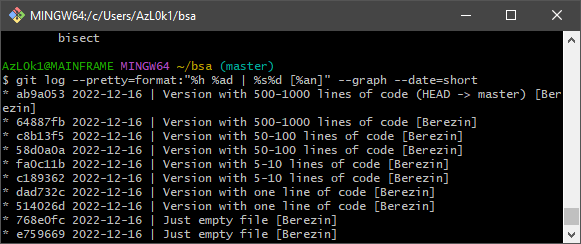 MINGW64:/c/Users/AzL0k1/bsa
bisect
AzL0k1@MAINFRAME MINGW64 ~/bsa (master)
$ git log --pretty=format:"%h %ad | %s%d [%an]" --graph --date=short
* ab9a053 2022-12-16 | Version with 500-1000 lines of code (HEAD -> master) [Ber
ezin]
* 64887fb 2022-12-16 | Version with 500-1000 lines of code [Berezin]
* c8b13f5 2022-12-16 | Version with 50-100 lines of code [Berezin]
* 58d0a0a 2022-12-16 | Version with 50-100 lines of code [Berezin]
* fa0c11b 2022-12-16 | Version with 5-10 lines of code [Berezin]
* c189362 2022-12-16 | Version with 5-10 lines of code [Berezin]
* dad732c 2022-12-16 | Version with one line of code [Berezin]
* 514026d 2022-12-16 | Version with one line of code [Berezin]
* 768e0fc 2022-12-16 | Just empty file [Berezin]
* e759669 2022-12-16 | Just empty file [Berezin]